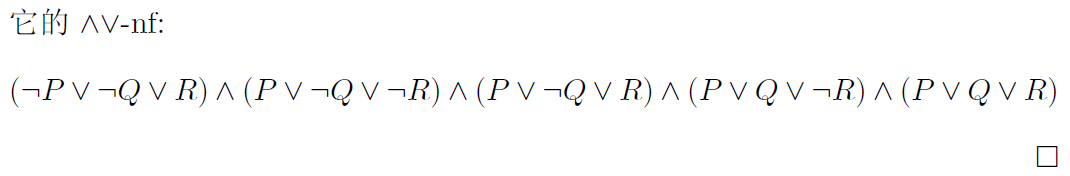 它的 ∧∨-nf:
(¬P ∨ ¬Q ∨ R) ∧ (P ∨ ¬Q ∨ ¬R) ∧ (P ∨ ¬Q ∨ R) ∧ (P ∨ Q ∨ ¬R) ∧ (P ∨ Q ∨ R)
□